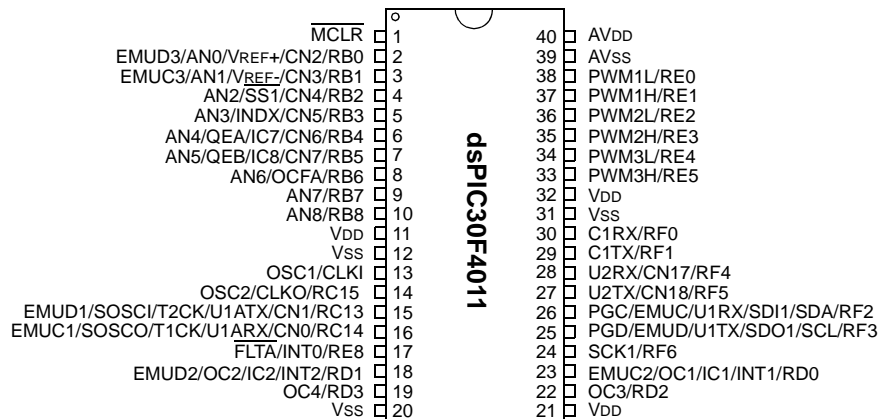 MCLR 1
EMUD3/AN0/VREF+/CN2/RB0 2
EMUC3/AN1/VREF-/CN3/RB1 3
AN2/SS1/CN4/RB2 4
AN3/INDX/CN5/RB3 5
AN4/QEA/IC7/CN6/RB4 6
AN5/QEB/IC8/CN7/RB5 7
AN6/OCFA/RB6 8
AN7/RB7 9
AN8/RB8 10
VDD 11
VSS 12
OSC1/CLKI 13
OSC2/CLKO/RC15 14
EMUD1/SOSCI/T2CK/U1ATX/CN1/RC13 15
EMUC1/SOSCO/T1CK/U1ARX/CN0/RC14 16
FLTA/INT0/RE8 17
EMUD2/OC2/IC2/INT2/RD1 18
OC4/RD3 19
VSS 20
dsPIC30F4011
40 AVDD
39 AVSS
38 PWM1L/RE0
37 PWM1H/RE1
36 PWM2L/RE2
35 PWM2H/RE3
34 PWM3L/RE4
33 PWM3H/RE5
32 VDD
31 VSS
30 C1RX/RF0
29 C1TX/RF1
28 U2RX/CN17/RF4
27 U2TX/CN18/RF5
26 PGC/EMUC/U1RX/SDI1/SDA/RF2
25 PGD/EMUD/U1TX/SDO1/SCL/RF3
24 SCK1/RF6
23 EMUC2/OC1/IC1/INT1/RD0
22 OC3/RD2
21 VDD